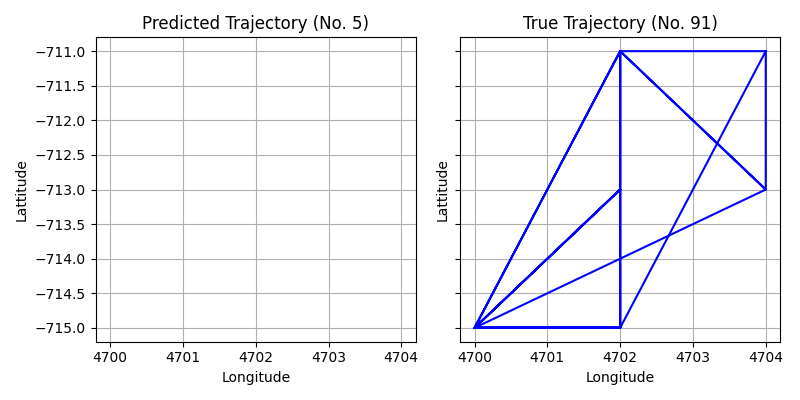 Predicted Trajectory (No. 5)
True Trajectory (No. 91)
−711.0
−711.5
−712.0
−712.5
−713.0
−713.5
−714.0
−714.5
−715.0
Lattitude
Lattitude
4700 4701 4702 4703 4704
4700 4701 4702 4703 4704
Longitude
Longitude